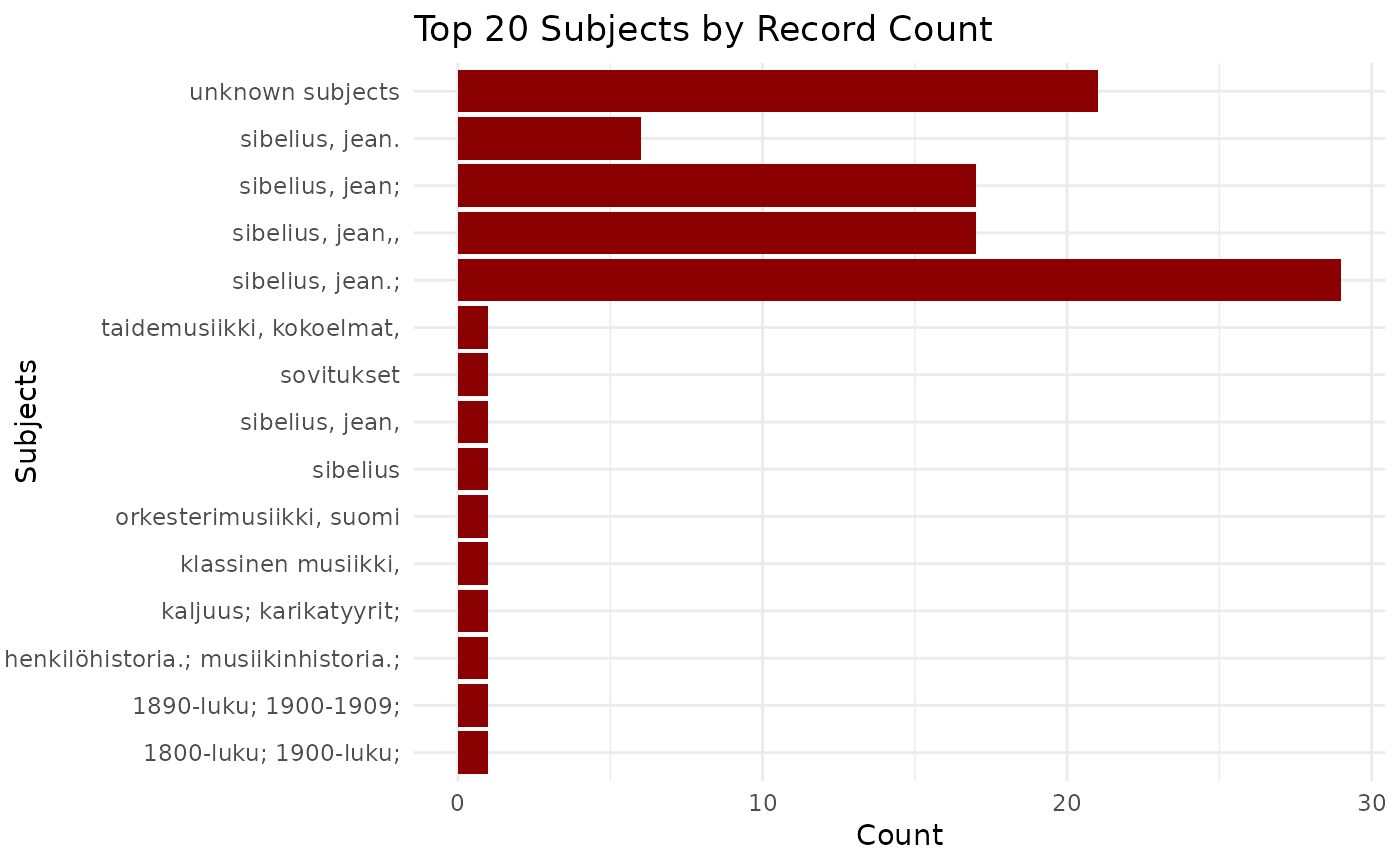 Top 20 Subjects by Record Count
unknown subjects
sibelius, jean.
sibelius, jean;
sibelius, jean,,
sibelius, jean.;
taidemusiikki, kokoelmat,
sovitukset
sibelius, jean,
sibelius
orkesterimusiikki, suomi
klassinen musiikki,
kaljuus; karikatyyrit;
henkilöhistoria.; musiikinhistoria.;
1890-luku; 1900-1909;
1800-luku; 1900-luku;
Subjects
0 10 20 30
Count